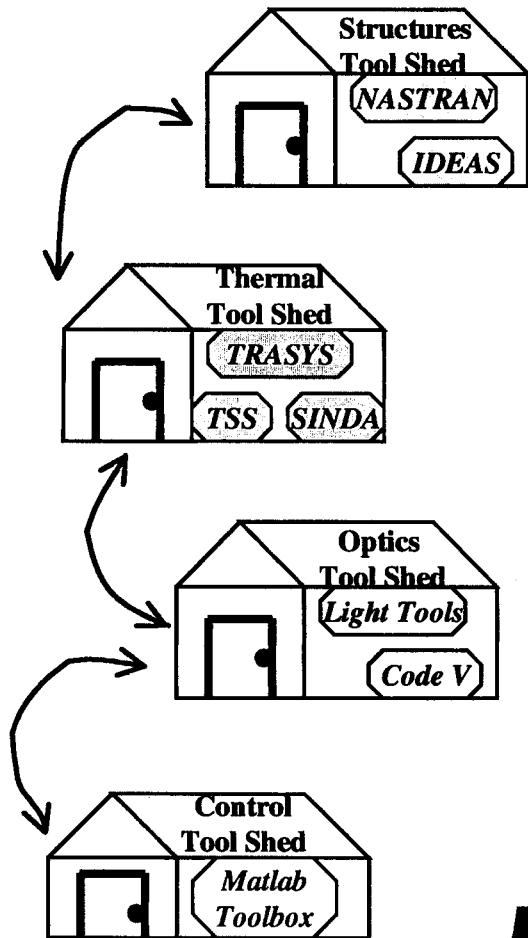 Structures
Tool Shed
NASTRAN
IDEAS
Thermal
Tool Shed
TRASYS
TSS SINDA
Optics
Tool Shed
Light Tools
Code V
Control
Tool Shed
Matlab
Toolbox